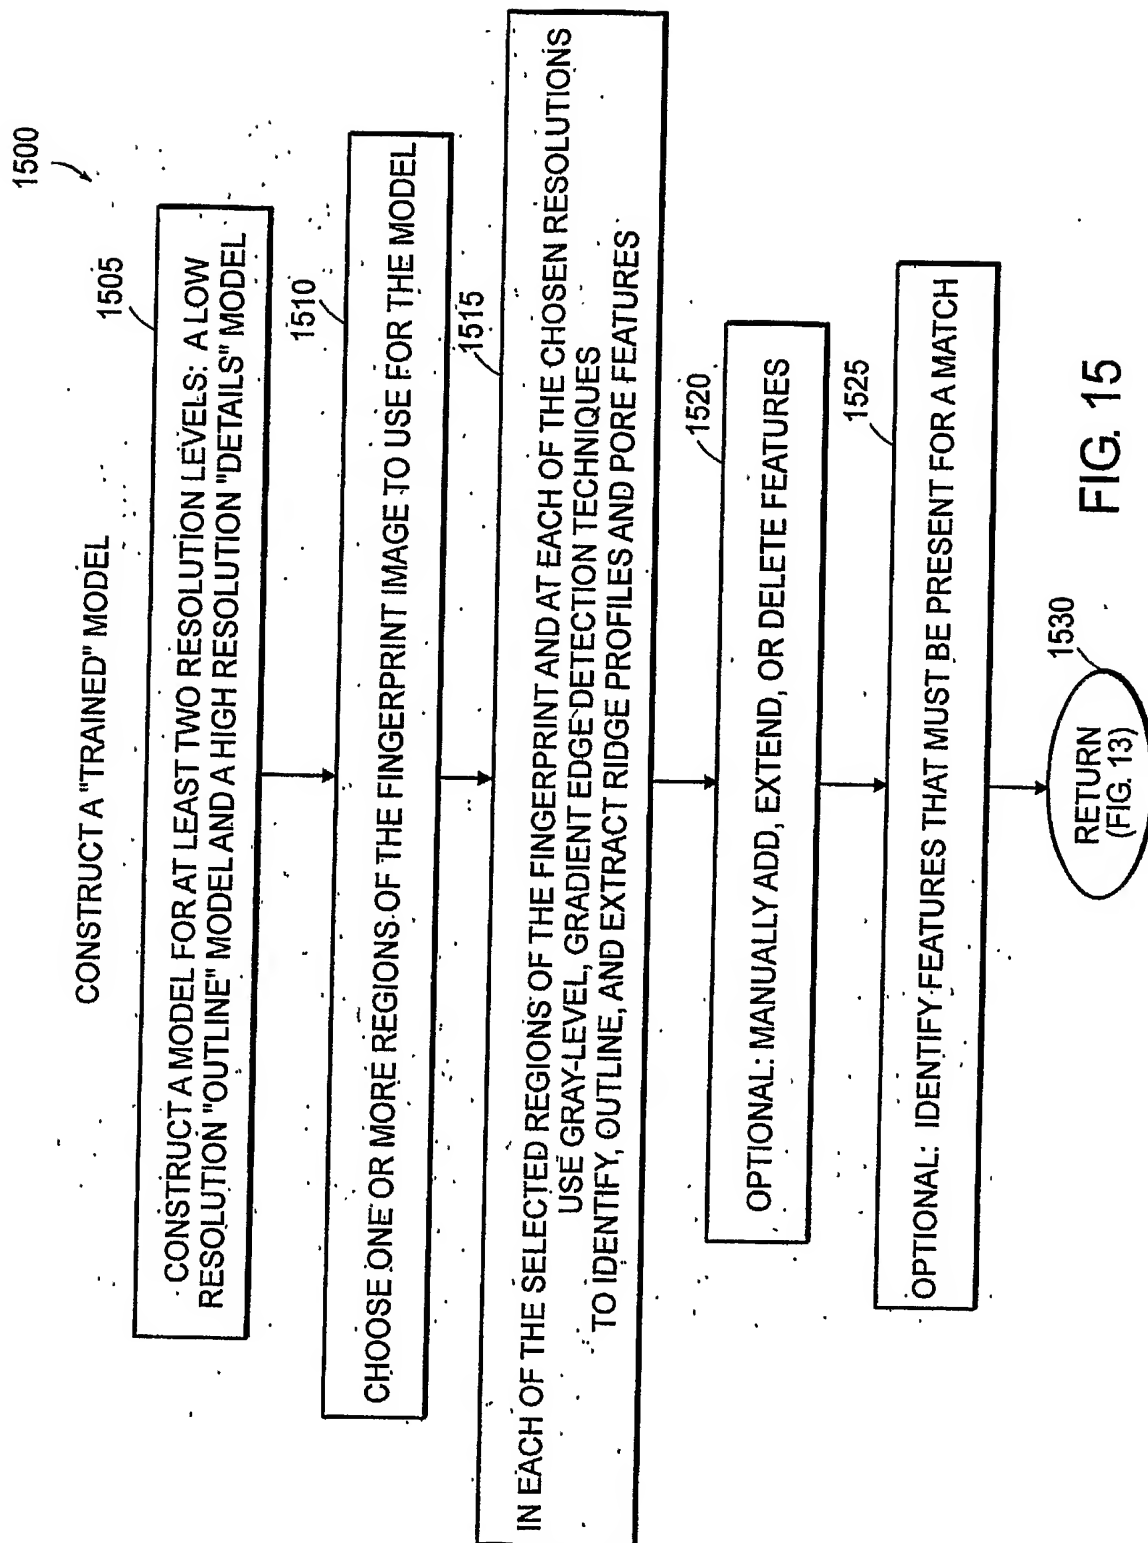 1500
CONSTRUCT A "TRAINED" MODEL
1505
CONSTRUCT A MODEL FOR AT LEAST TWO RESOLUTION LEVELS: A LOW
RESOLUTION "OUTLINE" MODEL AND A HIGH RESOLUTION "DETAILS" MODEL
1510
CHOOSE ONE OR MORE REGIONS OF THE FINGERPRINT IMAGE TO USE FOR THE MODEL
1515
IN EACH OF THE SELECTED REGIONS OF THE FINGERPRINT AND AT EACH OF THE CHOSEN RESOLUTIONS
USE GRAY-LEVEL, GRADIENT EDGE DETECTION TECHNIQUES
TO IDENTIFY, OUTLINE, AND EXTRACT RIDGE PROFILES AND PORE FEATURES
1520
OPTIONAL: MANUALLY ADD, EXTEND, OR DELETE FEATURES
1525
OPTIONAL: IDENTIFY FEATURES THAT MUST BE PRESENT FOR A MATCH
1530
RETURN
(FIG. 13)
FIG. 15